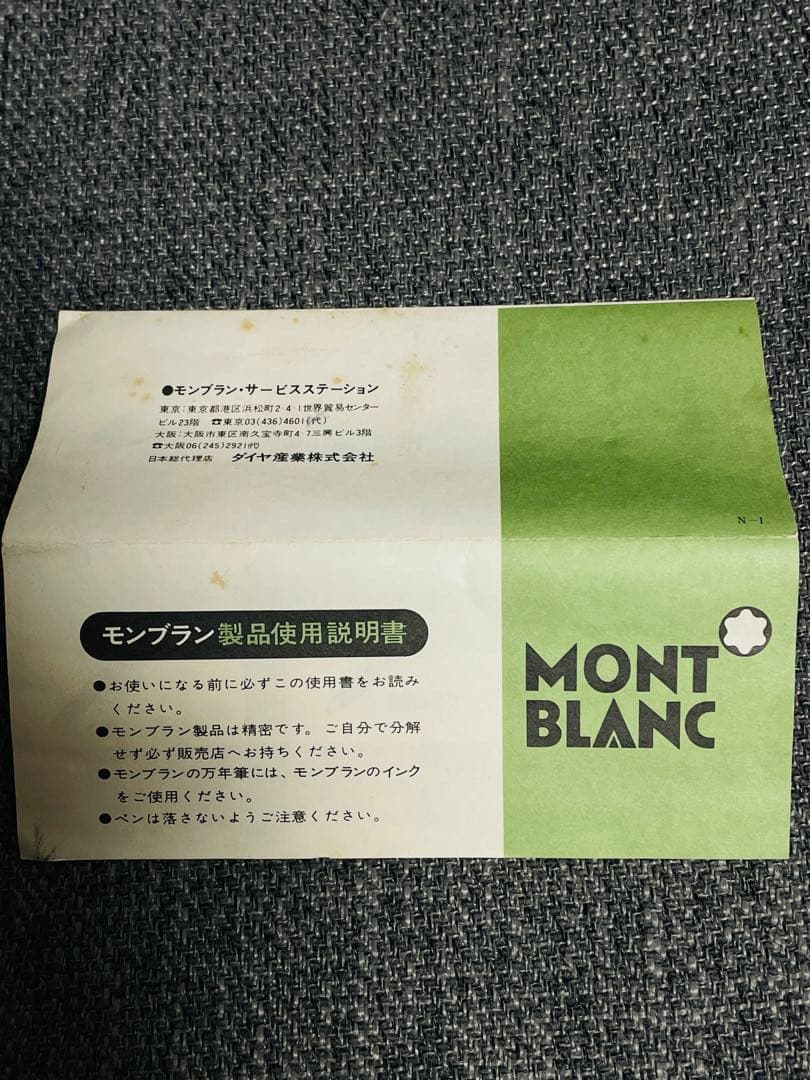 ●モンブラン・サービスステーション
東京:東京都港区浜松町2-4-1世界貿易センター
ビル23階 ☎東京03(436)4601(代)
大阪:大阪市東区南久宝寺町4-7三興ビル3階
☎大阪06(245)2921代)
日本総代理店 ダイヤ産業株式会社
N-1
モンブラン製品使用説明書
●お使いになる前に必ずこの使用書をお読み
ください。
●モンブラン製品は精密です。ご自分で分解
せず必ず販売店へお持ちください。
●モンブランの万年筆には、モンブランのインク
をご使用ください。
●ペンは落さないようご注意ください。
MONT
BLANC